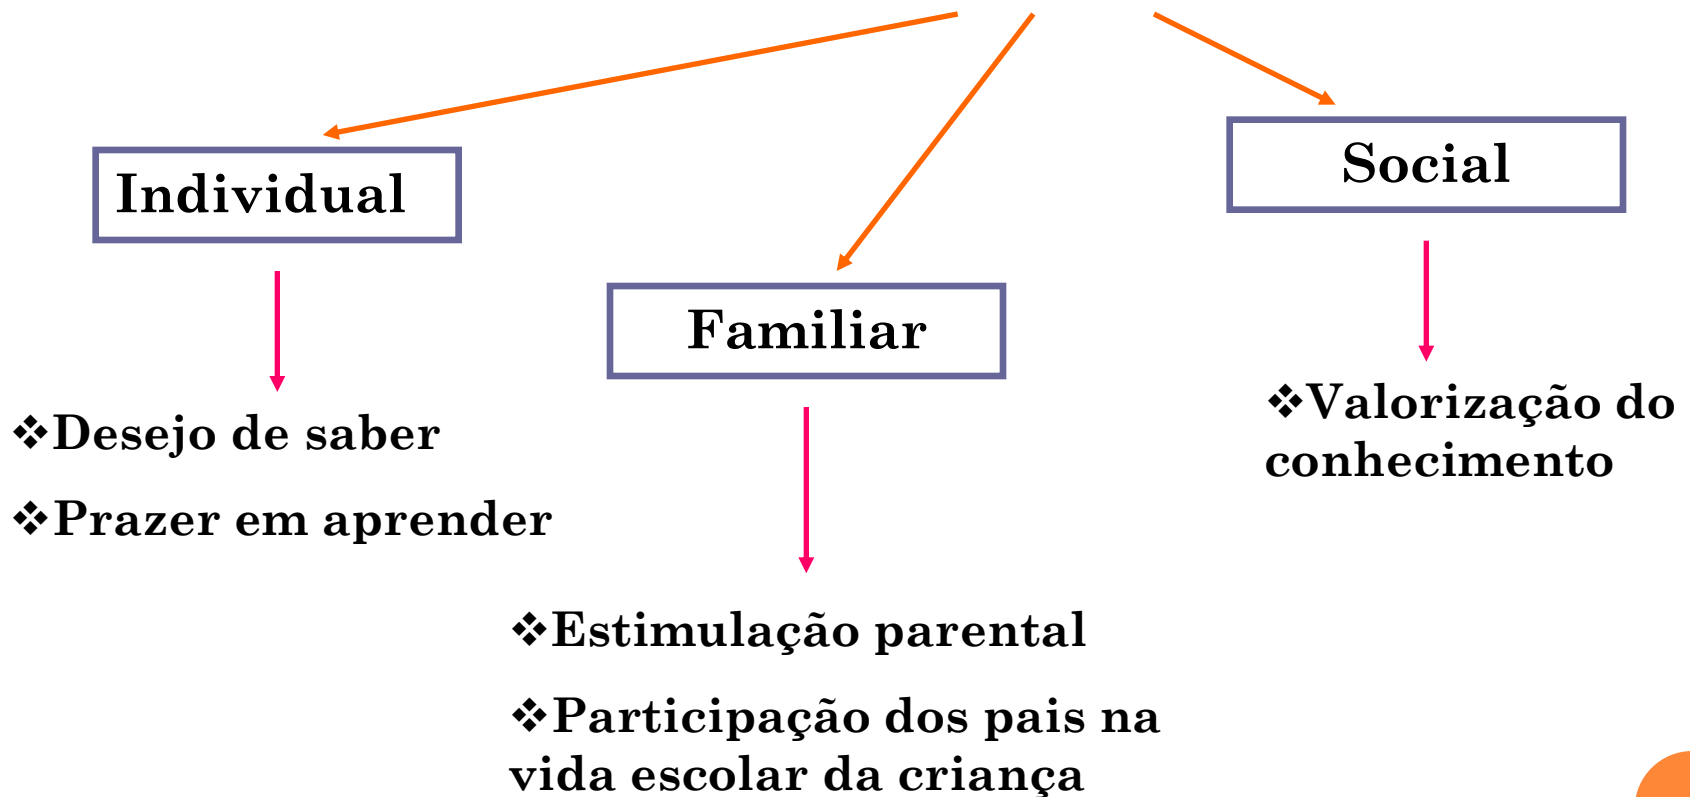 Individual
❖Desejo de saber
❖Prazer em aprender
Familiar
❖Estimulação parental
❖Participação dos pais na
vida escolar da criança
Social
❖Valorização do
conhecimento